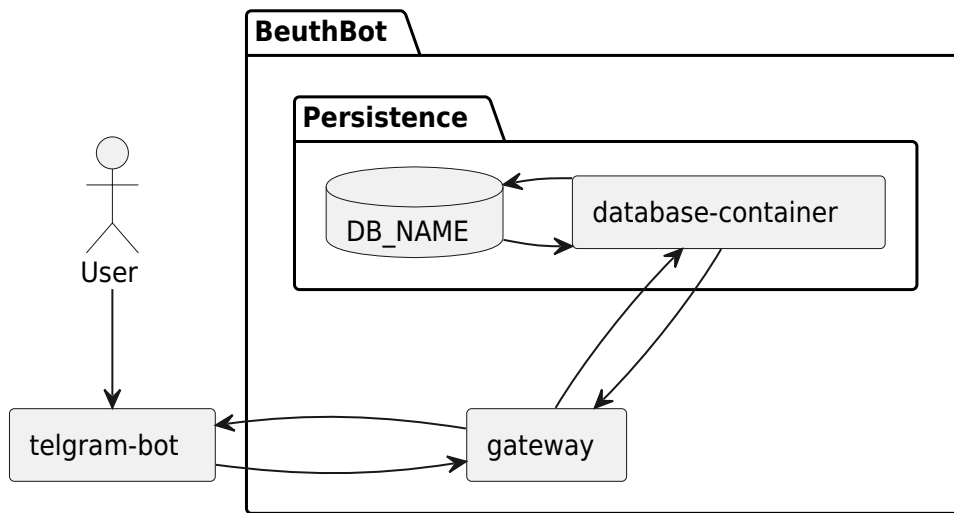 BeuthBot
Persistence
DB_NAME
database-container
User
telgram-bot
gateway